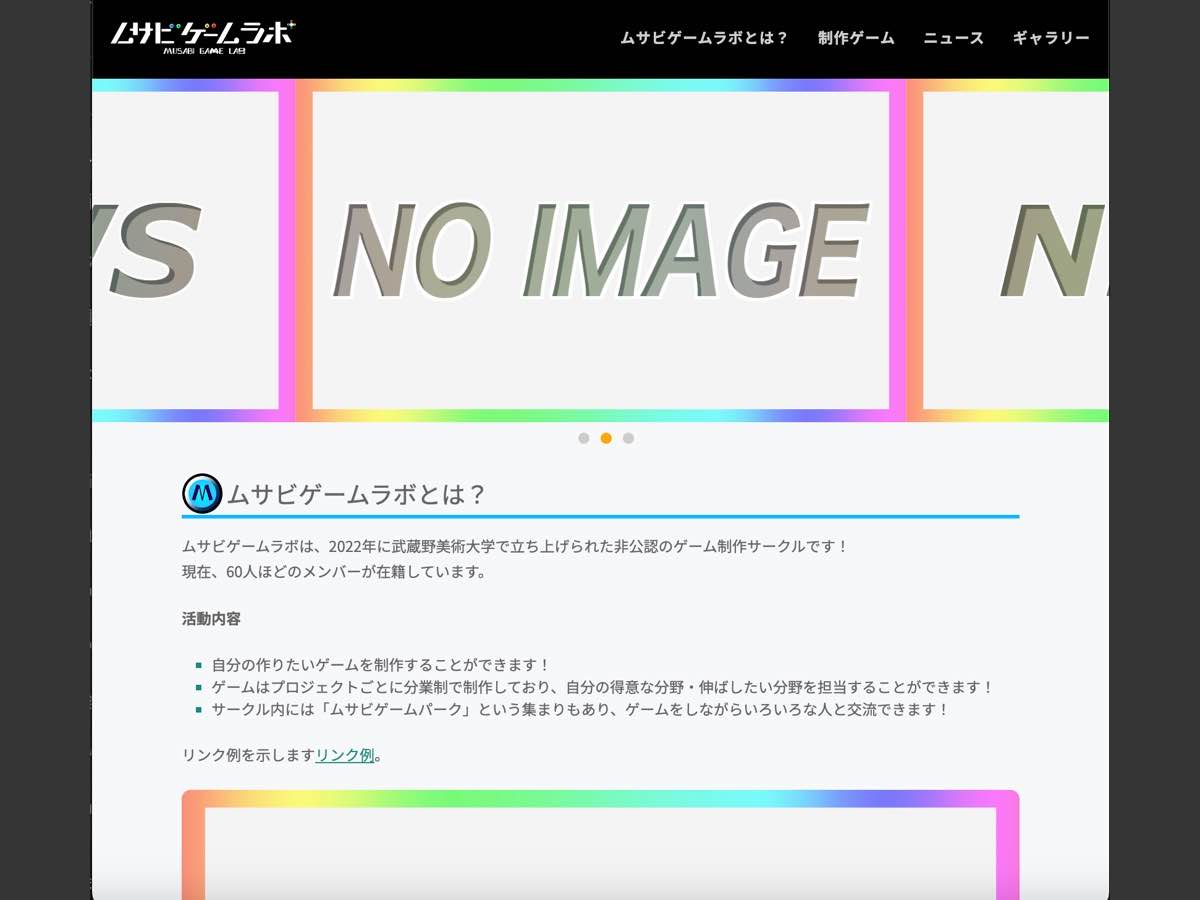 ムサビゲームラボ
MUSABI GAME LAB
ムサビゲームラボとは？
制作ゲーム
ニュース
ギャラリー
S
NO IMAGE
N
M
ムサビゲームラボとは？
ムサビゲームラボは、2022年に武蔵野美術大学で立ち上げられた非公認のゲーム制作サークルです！
現在、60人ほどのメンバーが在籍しています。
活動内容
自分の作りたいゲームを制作することができます！
ゲームはプロジェクトごとに分業制で制作しており、自分の得意な分野・伸ばしたい分野を担当することができます！
サークル内には「ムサビゲームパーク」という集まりもあり、ゲームをしながらいろいろな人と交流できます！
リンク例を示しますリンク例。